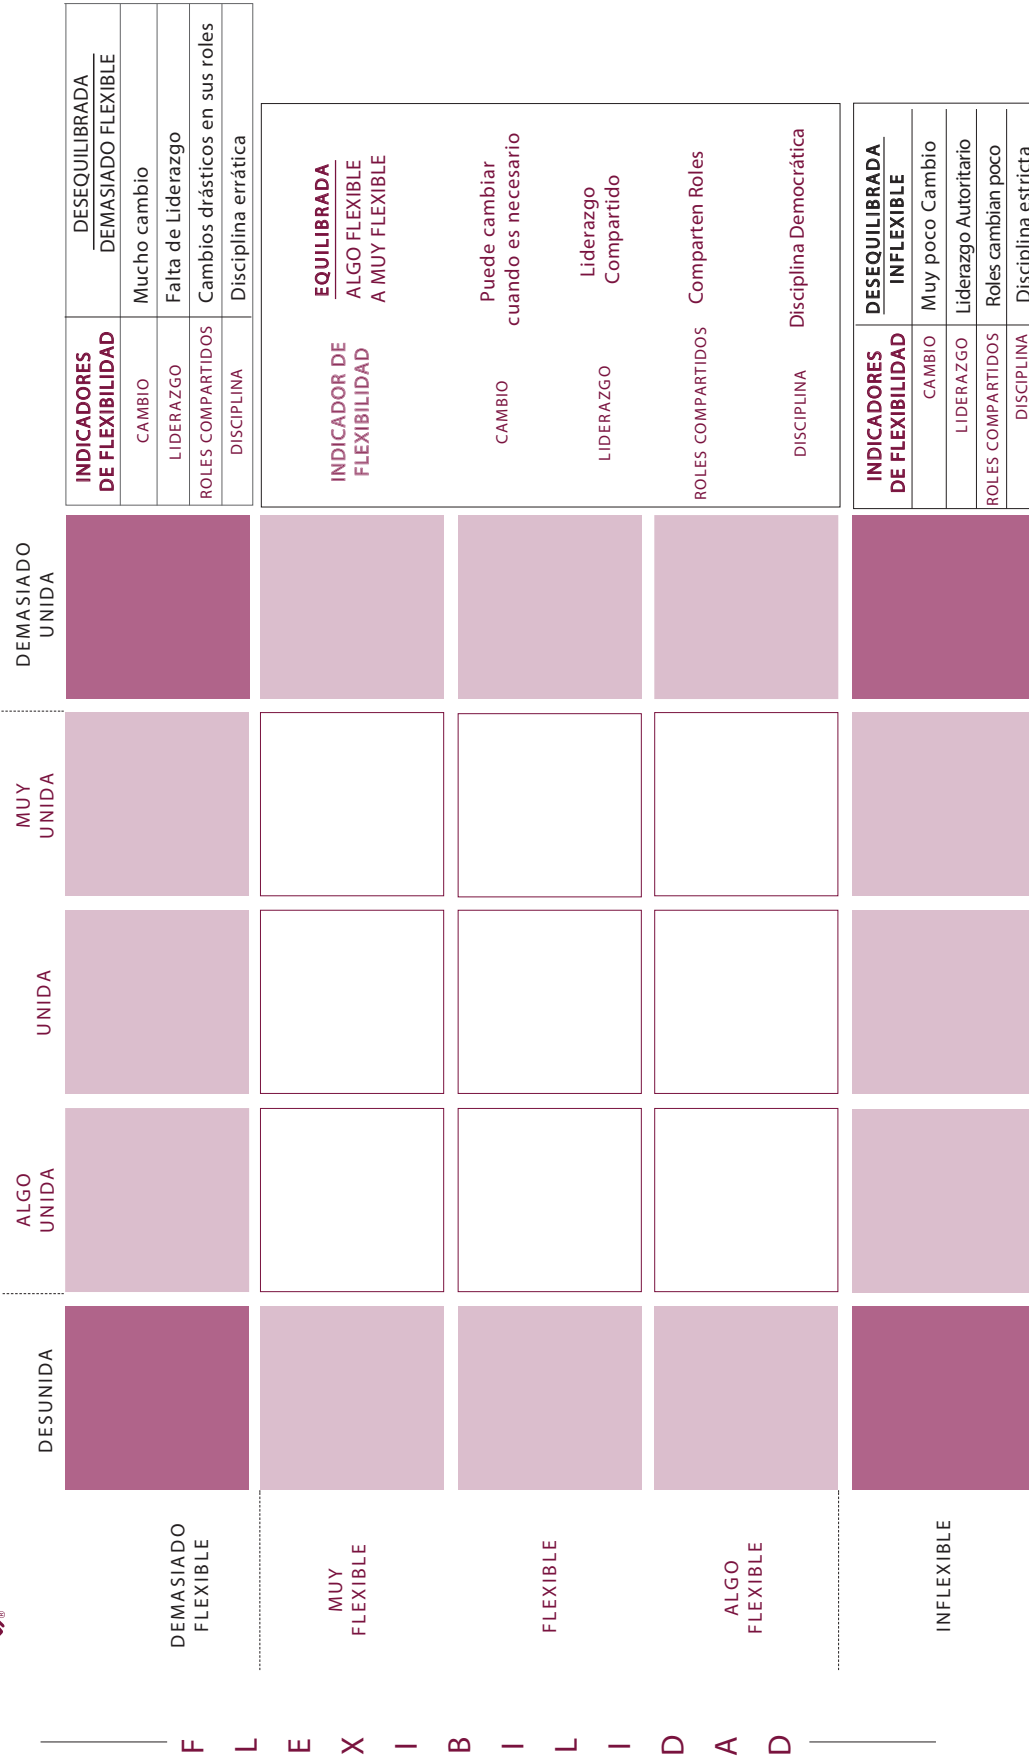 DESUNIDA
ALGO
UNIDA
UNIDA
MUY
UNIDA
DEMASIADO
UNIDA
FLEXIBILIDAD
DEMASIADO
FLEXIBLE
MUY
FLEXIBLE
FLEXIBLE
ALGO
FLEXIBLE
INFLEXIBLE
INDICADORES
DE FLEXIBILIDAD
DESEQUILIBRADA
DEMASIADO FLEXIBLE
CAMBIO Mucho cambio
LIDERAZGO Falta de Liderazgo
ROLES COMPARTIDOS Cambios drásticos en sus roles
DISCIPLINA Disciplina errática
INDICADOR DE
FLEXIBILIDAD
EQUILIBRADA
ALGO FLEXIBLE
A MUY FLEXIBLE
CAMBIO
Puede cambiar
cuando es necesario
LIDERAZGO
Liderazgo
Compartido
ROLES COMPARTIDOS Comparten Roles
DISCIPLINA Disciplina Democrática
INDICADORES
DE FLEXIBILIDAD
DESEQUILIBRADA
INFLEXIBLE
CAMBIO Muy poco Cambio
LIDERAZGO Liderazgo Autoritario
ROLES COMPARTIDOS Roles cambian poco
DISCIPLINA Disciplina estricta